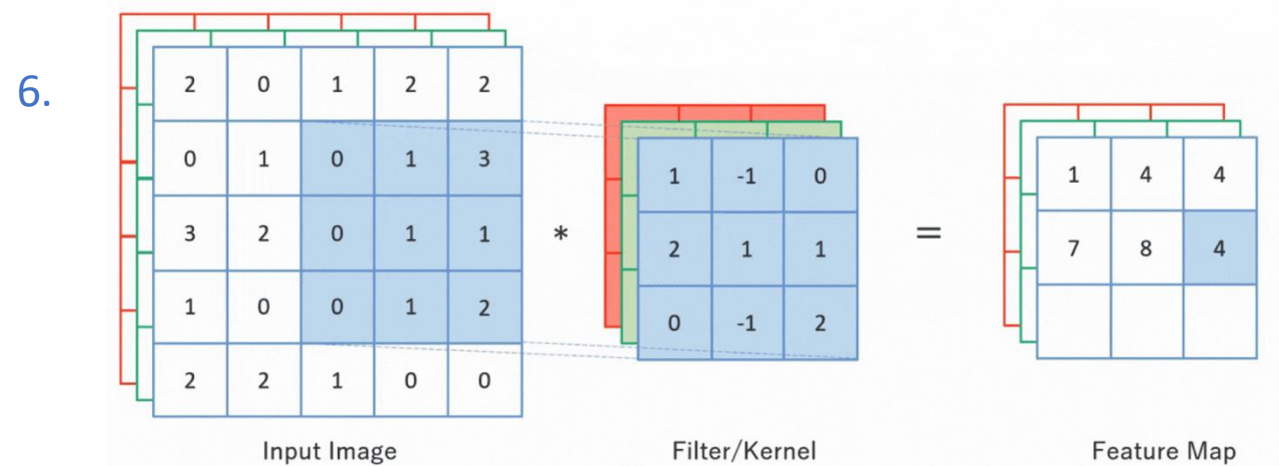 6.
2 0 1 2 2
0 1 0 1 3
3 2 0 1 1
1 0 0 1 2
2 2 1 0 0
*
1 -1 0
2 1 1
0 -1 2
=
1 4 4
7 8 4
Input Image
Filter/Kernel
Feature Map